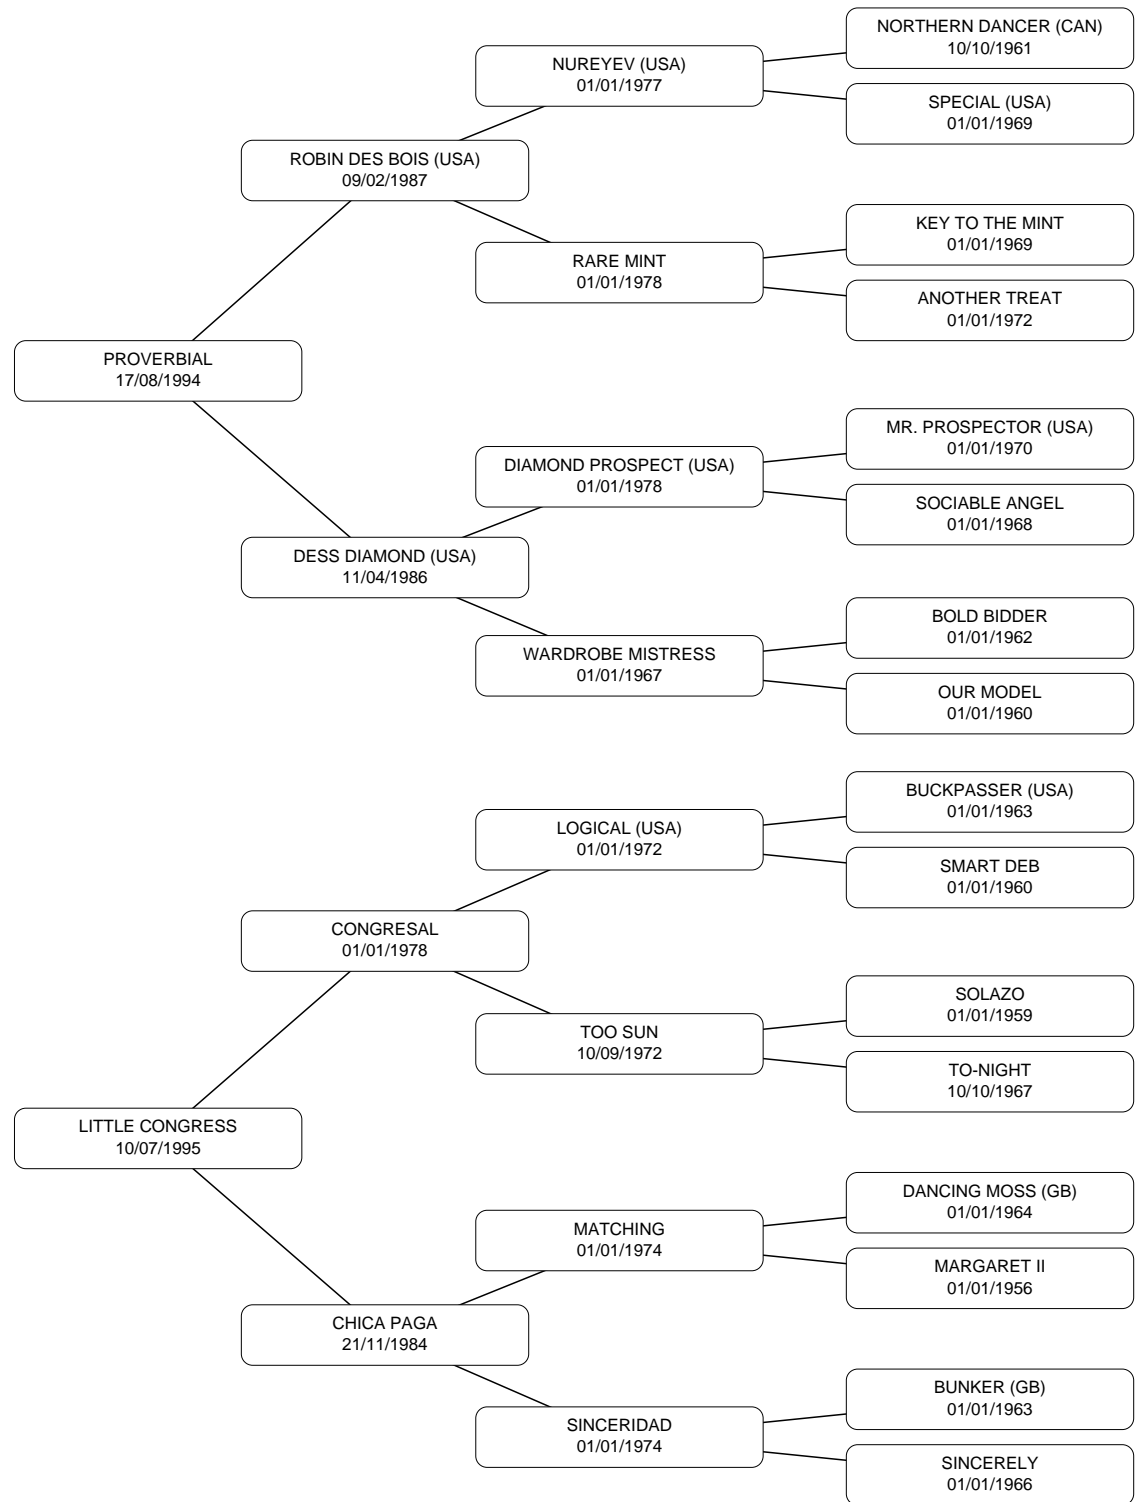 NORTHERN DANCER (CAN)
10/10/1961
NUREYEV (USA)
01/01/1977
SPECIAL (USA)
01/01/1969
ROBIN DES BOIS (USA)
09/02/1987
KEY TO THE MINT
01/01/1969
RARE MINT
01/01/1978
ANOTHER TREAT
01/01/1972
PROVERBIAL
17/08/1994
MR. PROSPECTOR (USA)
01/01/1970
DIAMOND PROSPECT (USA)
01/01/1978
SOCIABLE ANGEL
01/01/1968
DESS DIAMOND (USA)
11/04/1986
BOLD BIDDER
01/01/1962
WARDROBE MISTRESS
01/01/1967
OUR MODEL
01/01/1960
BUCKPASSER (USA)
01/01/1963
LOGICAL (USA)
01/01/1972
SMART DEB
01/01/1960
CONGRESAL
01/01/1978
SOLAZO
01/01/1959
TOO SUN
10/09/1972
TO-NIGHT
10/10/1967
LITTLE CONGRESS
10/07/1995
DANCING MOSS (GB)
01/01/1964
MATCHING
01/01/1974
MARGARET II
01/01/1956
CHICA PAGA
21/11/1984
BUNKER (GB)
01/01/1963
SINCERIDAD
01/01/1974
SINCERELY
01/01/1966